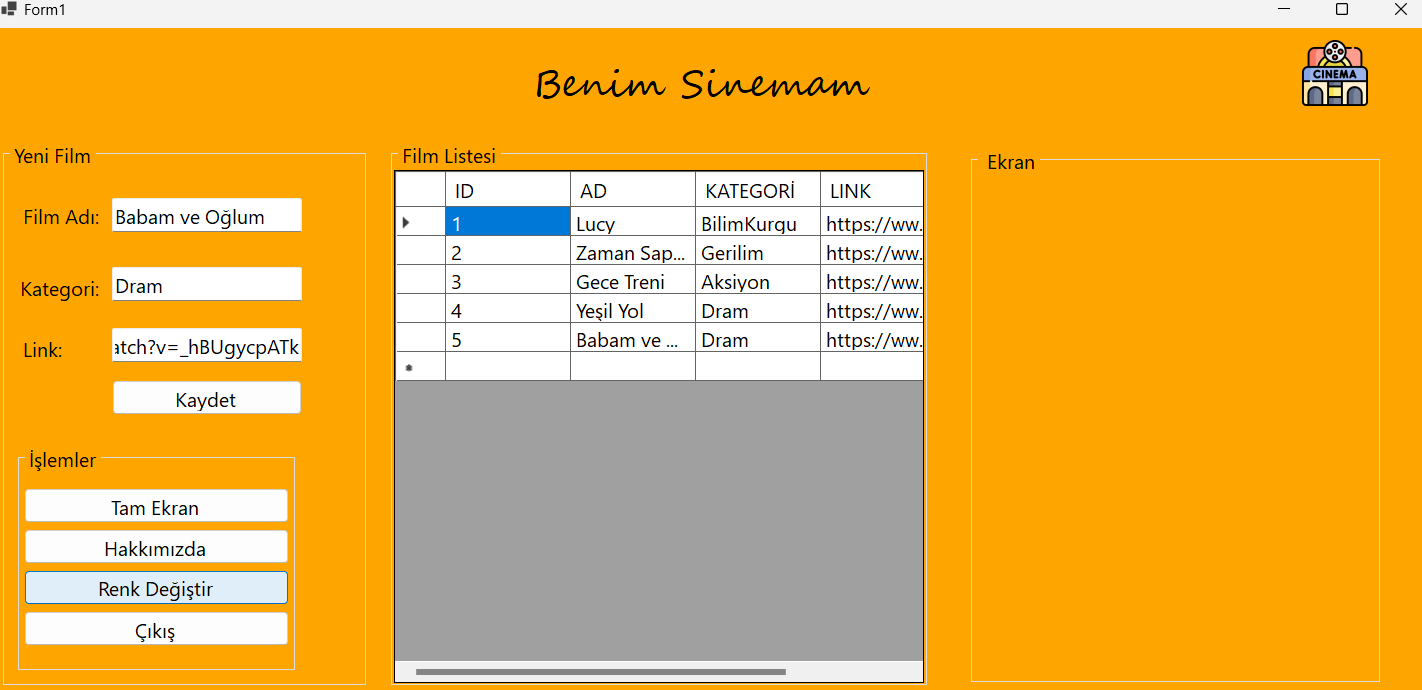 Form1
Benim Sinemam
CINEMA
Yeni Film
Film Adı: Babam ve Oğlum
Kategori: Dram
Link: atch?v=_hBUgycpATk
Kaydet
İşlemler
Tam Ekran
Hakkımızda
Renk Değiştir
Çıkış
Film Listesi
ID AD KATEGORİ LINK
1 Lucy BilimKurgu https://ww.
2 Zaman Sap... Gerilim https://ww.
3 Gece Treni Aksiyon https://ww.
4 Yeşil Yol Dram https://ww.
5 Babam ve ... Dram https://ww.
Ekran